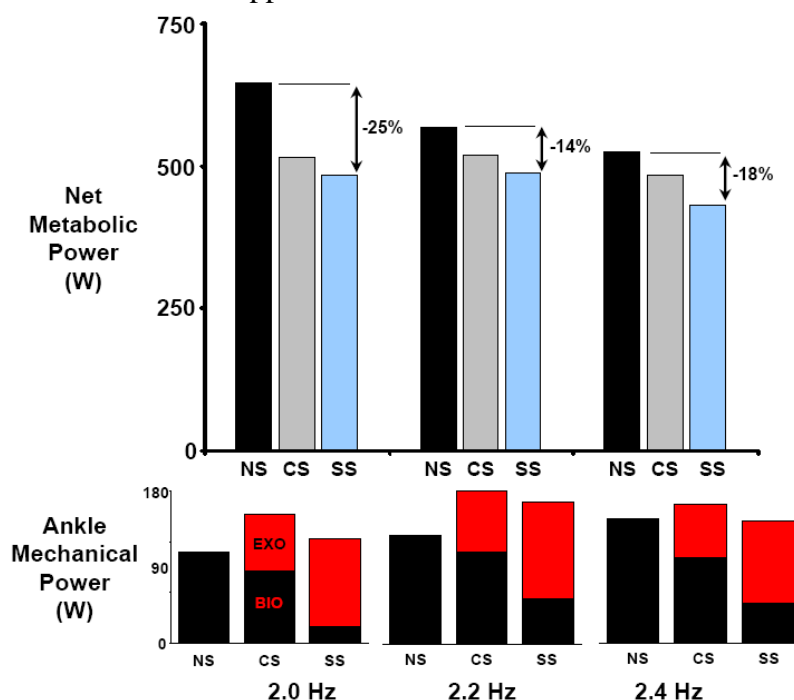 750
-25%
-14%
500
-18%
Net
Metabolic
Power
(W)
250
0
NS CS SS NS CS SS NS CS SS
180
Ankle
Mechanical
Power
(W)
EXO
90
BIO
0
NS CS SS NS CS SS NS CS SS
2.0 Hz 2.2 Hz 2.4 Hz